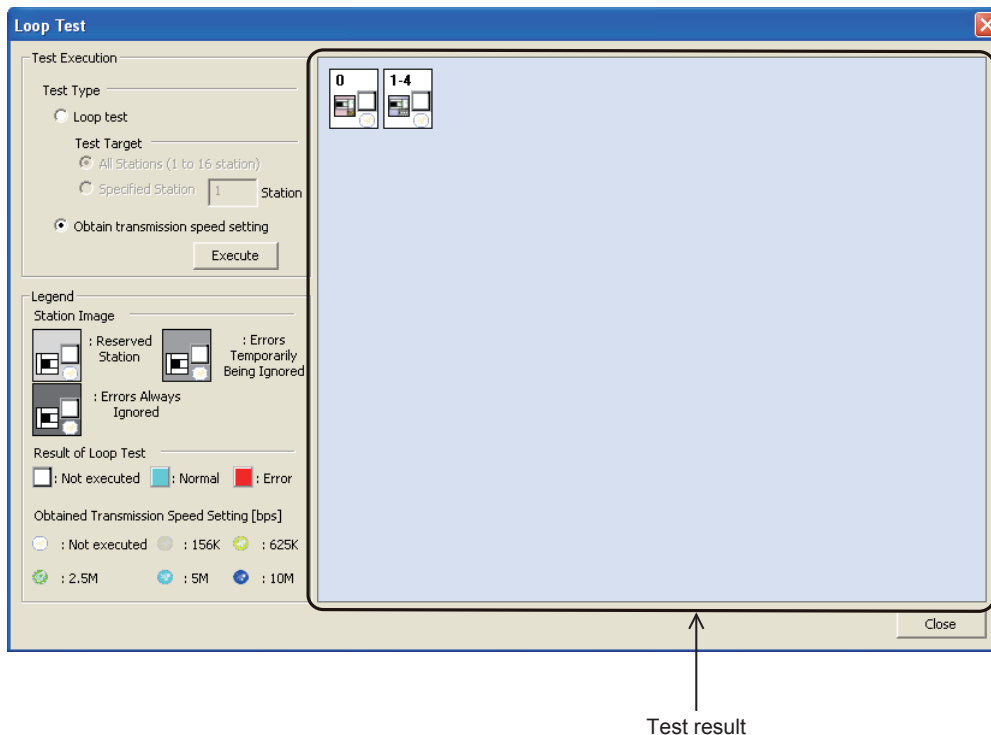 Loop Test
Test Execution
Test Type
Loop test
Test Target
All Stations (1 to 16 station)
Specified Station 1 Station
Obtain transmission speed setting
Execute
Legend
Station Image
: Reserved
Station
: Errors
Temporarily
Being Ignored
: Errors Always
Ignored
Result of Loop Test
: Not executed : Normal : Error
Obtained Transmission Speed Setting [bps]
: Not executed : 156K : 625K
: 2.5M : 5M : 10M
0 1-4
Close
Test result